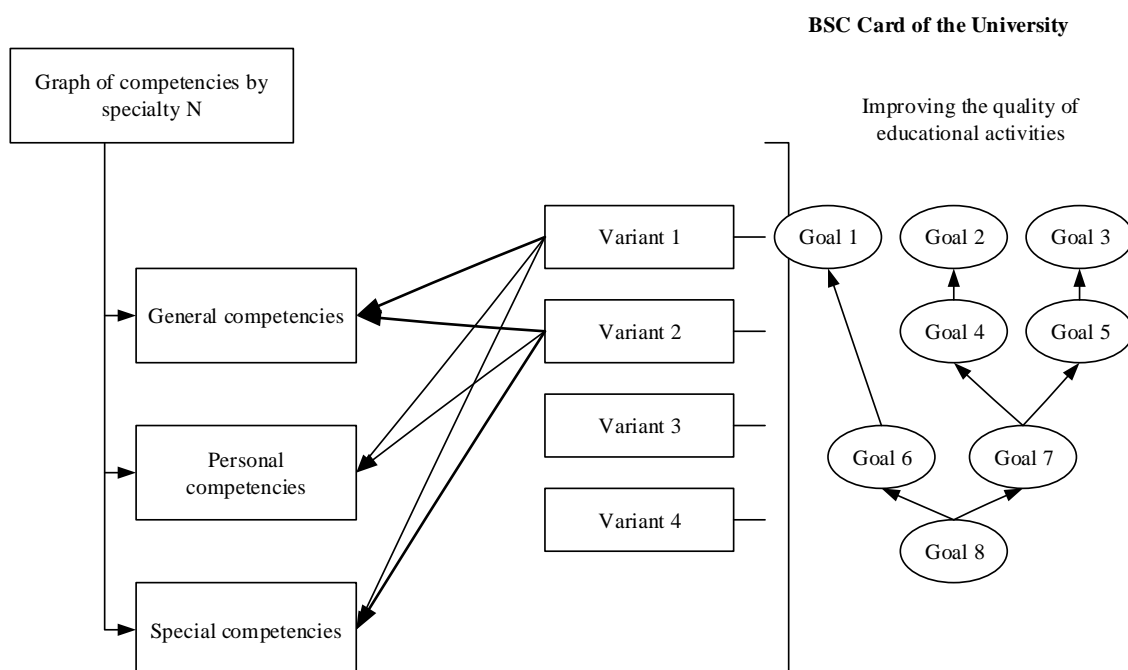 BSC Card of the University
Graph of competencies by
specialty N
Improving the quality of
educational activities
Variant 1
Goal 1
Goal 2
Goal 3
General competencies
Variant 2
Goal 4
Goal 5
Variant 3
Personal
competencies
Goal 6
Goal 7
Variant 4
Goal 8
Special competencies